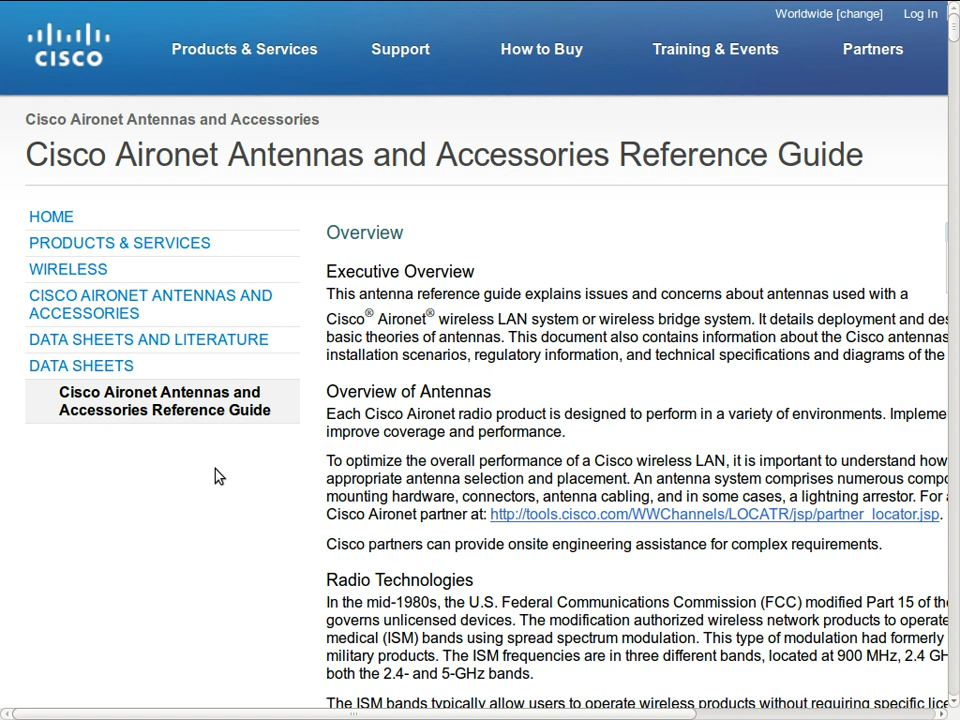 Worldwide [change] Log In
CISCO
Products & Services Support How to Buy Training & Events Partners
Cisco Aironet Antennas and Accessories
Cisco Aironet Antennas and Accessories Reference Guide
HOME
PRODUCTS & SERVICES
WIRELESS
CISCO AIRONET ANTENNAS AND
ACCESSORIES
DATA SHEETS AND LITERATURE
DATA SHEETS
Cisco Aironet Antennas and
Accessories Reference Guide
Overview
Executive Overview
This antenna reference guide explains issues and concerns about antennas used with a
Cisco® Aironet® wireless LAN system or wireless bridge system. It details deployment and
basic theories of antennas. This document also contains information about the Cisco antennas
installation scenarios, regulatory information, and technical specifications and diagrams of the
Overview of Antennas
Each Cisco Aironet radio product is designed to perform in a variety of environments.
improve coverage and performance.
To optimize the overall performance of a Cisco wireless LAN, it is important to understand how
appropriate antenna selection and placement. An antenna system comprises numerous
mounting hardware, connectors, antenna cabling, and in some cases, a lightning arrestor. For
Cisco Aironet partner at: http://tools.cisco.com/WWChannels/LOCATR/jsp/partner_locator.jsp.
Cisco partners can provide onsite engineering assistance for complex requirements.
Radio Technologies
In the mid-1980s, the U.S. Federal Communications Commission (FCC) modified Part 15 of the
governs unlicensed devices. The modification authorized wireless network products to operate
medical (ISM) bands using spread spectrum modulation. This type of modulation had formerly
military products. The ISM frequencies are in three different bands, located at 900 MHz, 2.4
both the 2.4- and 5-GHz bands.
The ISM bands typically allow users to operate wireless products without requiring specific